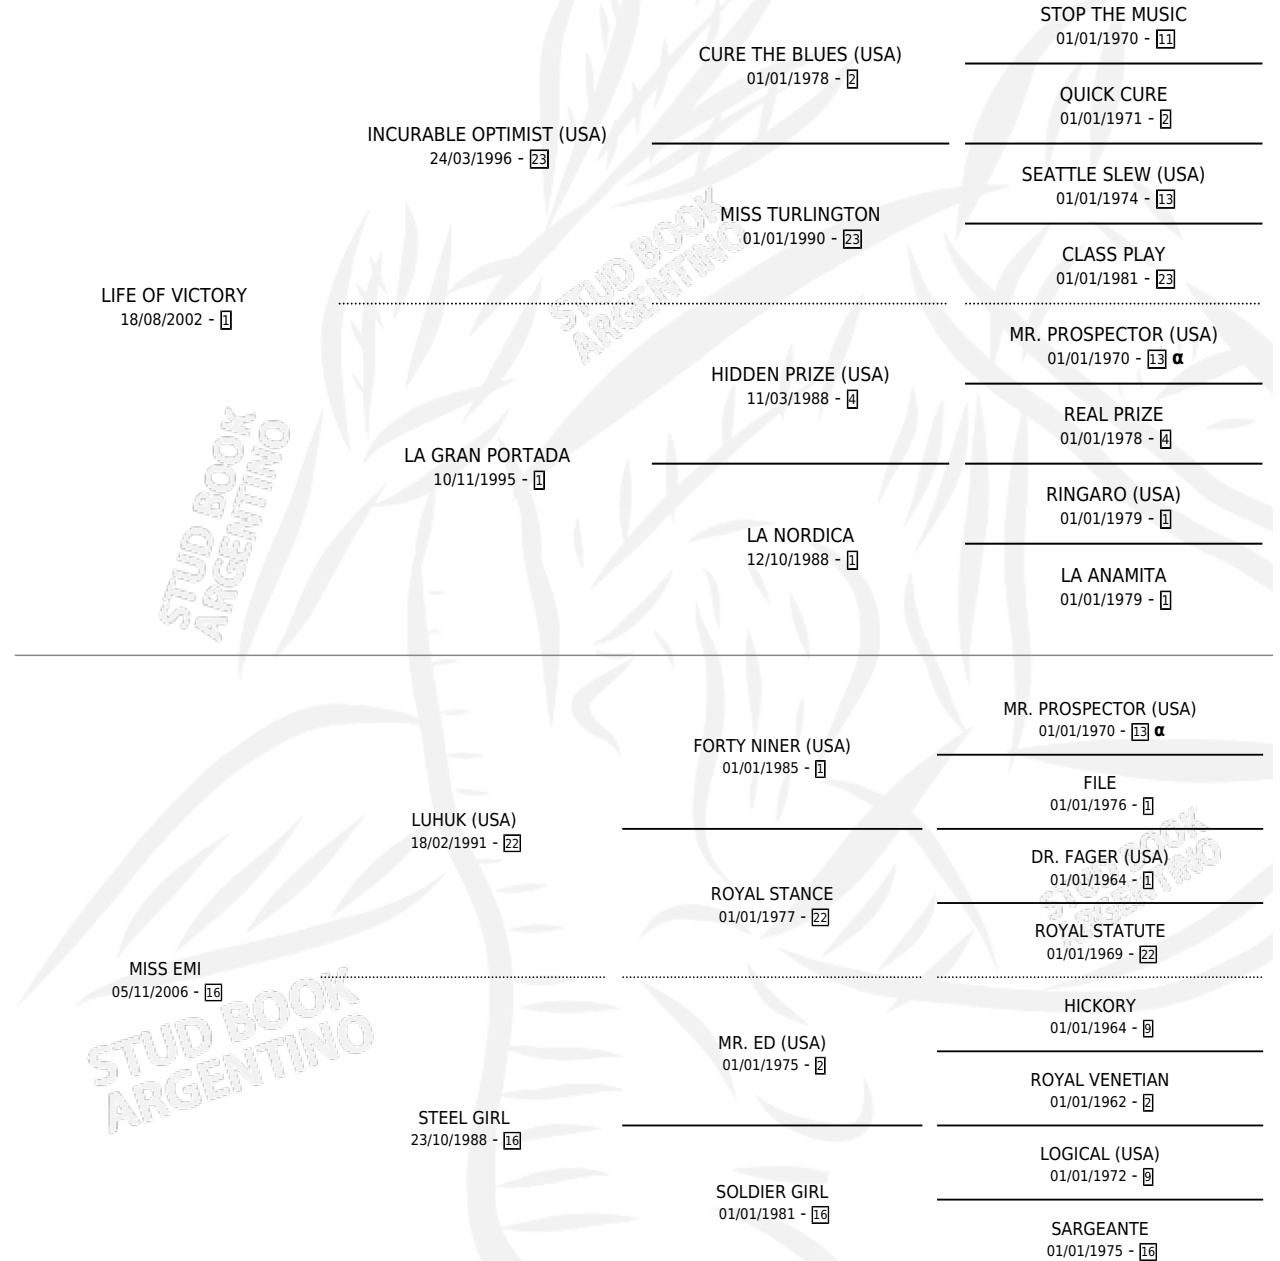 STOP THE MUSIC
01/01/1970 - 11
CURE THE BLUES (USA)
01/01/1978 - 2
QUICK CURE
01/01/1971 - 2
INCURABLE OPTIMIST (USA)
24/03/1996 - 23
SEATTLE SLEW (USA)
01/01/1974 - 13
MISS TURLINGTON
01/01/1990 - 23
CLASS PLAY
01/01/1981 - 23
LIFE OF VICTORY
18/08/2002 - 1
MR. PROSPECTOR (USA)
01/01/1970 - 13 α
HIDDEN PRIZE (USA)
11/03/1988 - 4
REAL PRIZE
01/01/1978 - 4
LA GRAN PORTADA
10/11/1995 - 1
RINGARO (USA)
01/01/1979 - 1
LA NORDICA
12/10/1988 - 1
LA ANAMITA
01/01/1979 - 1
MR. PROSPECTOR (USA)
01/01/1970 - 13 α
FORTY NINER (USA)
01/01/1985 - 1
FILE
01/01/1976 - 1
LUHUK (USA)
18/02/1991 - 22
DR. FAGER (USA)
01/01/1964 - 1
ROYAL STANCE
01/01/1977 - 22
ROYAL STATUTE
01/01/1969 - 22
MISS EMI
05/11/2006 - 16
HICKORY
01/01/1964 - 9
MR. ED (USA)
01/01/1975 - 2
ROYAL VENETIAN
01/01/1962 - 2
STEEL GIRL
23/10/1988 - 16
LOGICAL (USA)
01/01/1972 - 9
SOLDIER GIRL
01/01/1981 - 16
SARGEANTE
01/01/1975 - 16
STUD BOOK
ARGENTINO
STUD BOOK
ARGENTINO
STUD BOOK
ARGENTINO
STUD BOOK
ARGENTINO